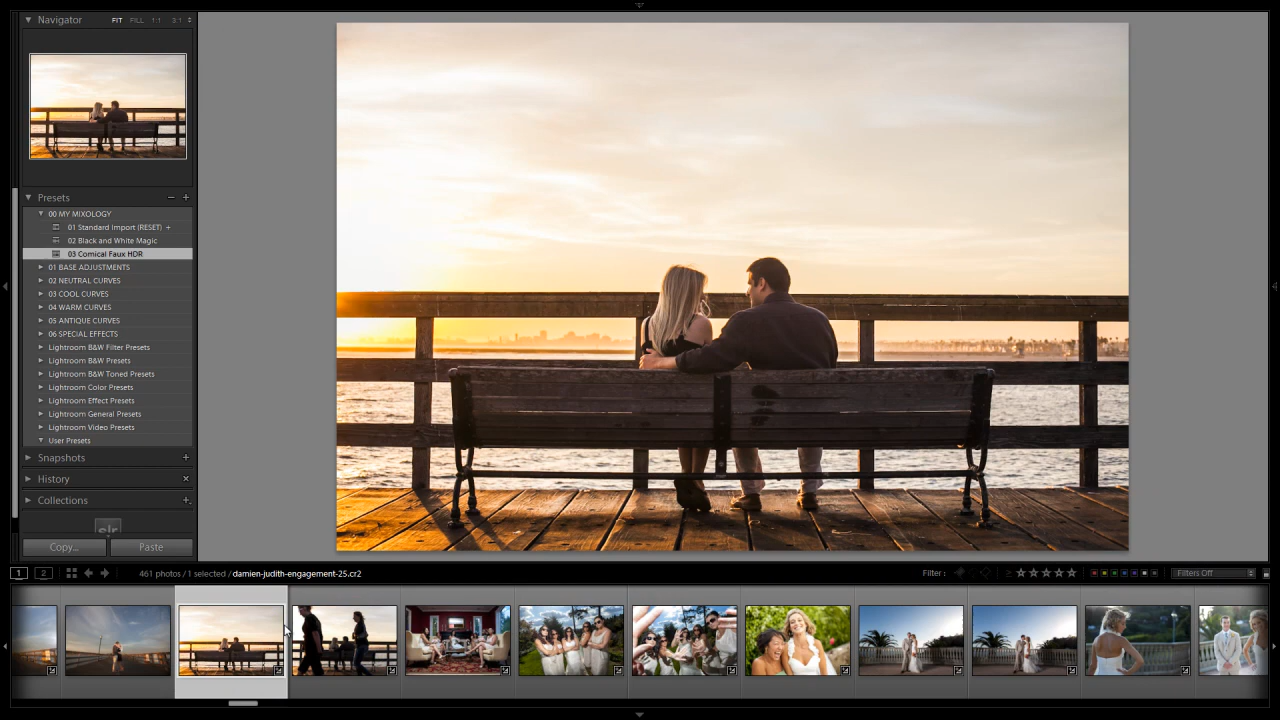 Navigator FIT FILL 1:1 3:1
Presets
00 MY MIXOLOGY
01 Standard Import (RESET) +
02 Black and White Magic
03 Comical Faux HDR
01 BASE ADJUSTMENTS
02 NEUTRAL CURVES
03 COOL CURVES
04 WARM CURVES
05 ANTIQUE CURVES
06 SPECIAL EFFECTS
Lightroom B&W Filter Presets
Lightroom B&W Presets
Lightroom B&W Toned Presets
Lightroom Color Presets
Lightroom Effect Presets
Lightroom General Presets
Lightroom Video Presets
User Presets
Snapshots
History
Collections
slr
Copy... Paste
1 2 461 photos / 1 selected / damien-judith-engagement-25.cr2 Filter : Filters Off